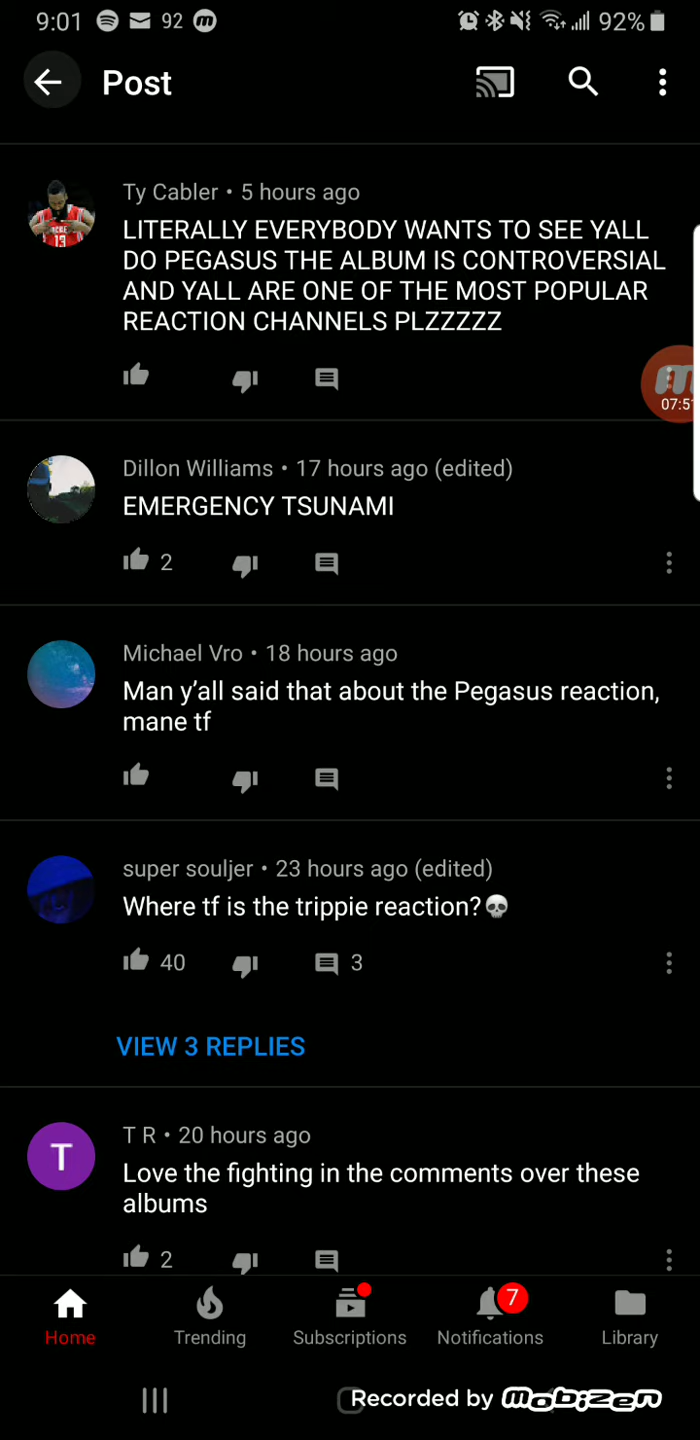 9:01 92 92%
Post
Ty Cabler • 5 hours ago
LITERALLY EVERYBODY WANTS TO SEE YALL
DO PEGASUS THE ALBUM IS CONTROVERSIAL
AND YALL ARE ONE OF THE MOST POPULAR
REACTION CHANNELS PLZZZZZ
07:51
Dillon Williams • 17 hours ago (edited)
EMERGENCY TSUNAMI
2
Michael Vro • 18 hours ago
Man y'all said that about the Pegasus reaction,
mane tf
super souljer • 23 hours ago (edited)
Where tf is the trippie reaction?💀
40 3
VIEW 3 REPLIES
T
T R • 20 hours ago
Love the fighting in the comments over these
albums
2
7
Home Trending Subscriptions Notifications Library
Recorded by mobizen